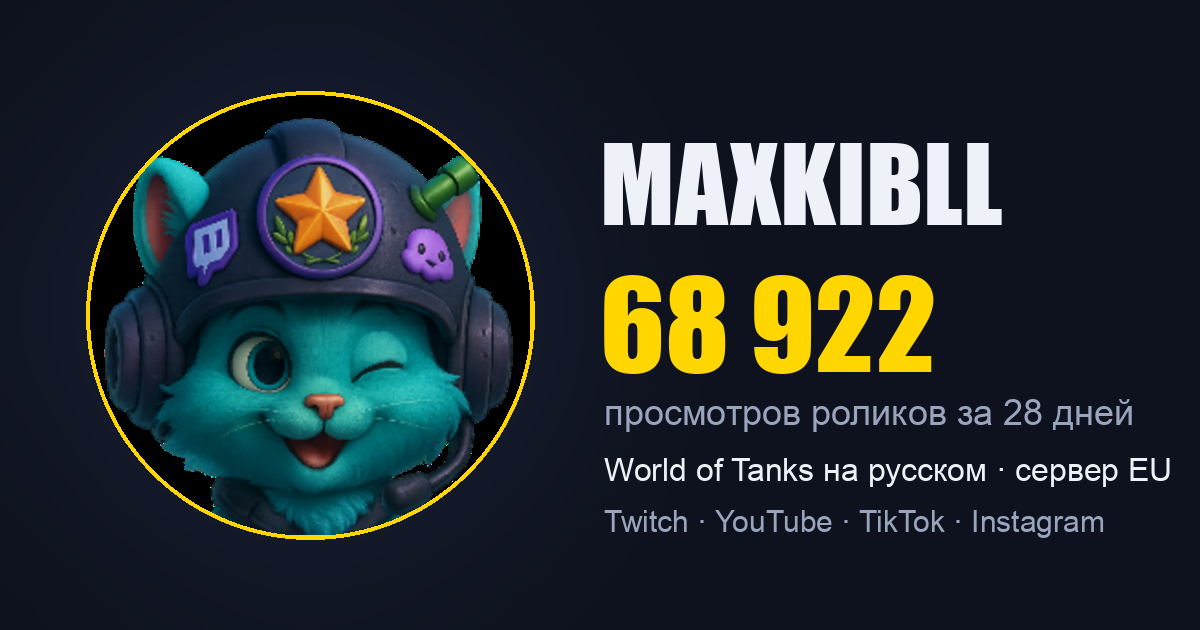 MAXKIBLL
68 922
просмотров роликов за 28 дней
World of Tanks на русском · сервер EU
Twitch · YouTube · TikTok · Instagram